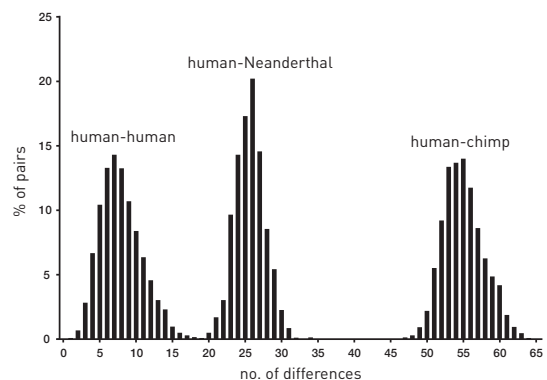 25
human-Neanderthal
20
human-human
human-chimp
15
% of pairs
10
5
0
0 5 10 15 20 25 30 35 40 45 50 55 60 65
no. of differences